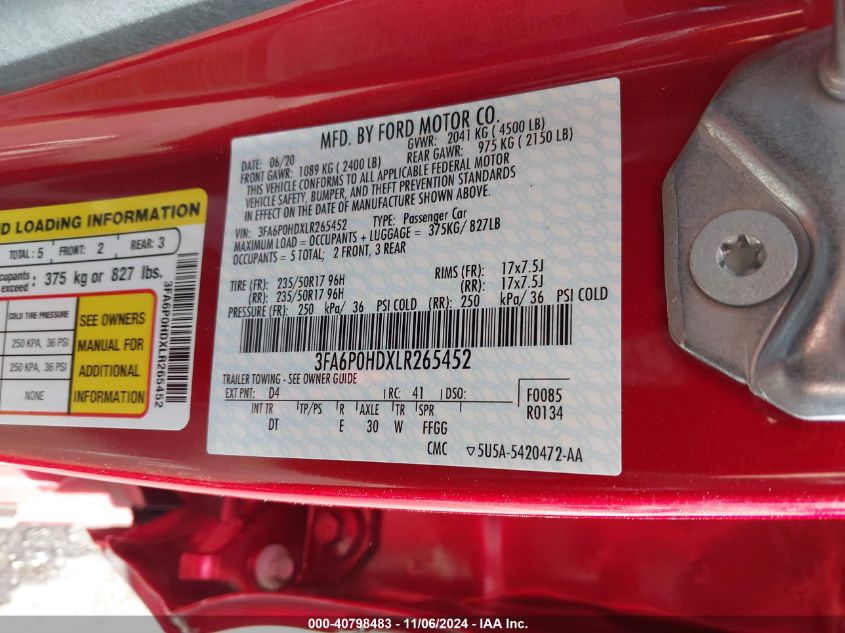 MFD. BY FORD MOTOR CO.
DATE: 06/20 GVWR: 2041 KG ( 4500 LB)
FRONT GAWR: 1089 KG ( 2400 LB) REAR GAWR: 975 KG ( 2150 LB)
THIS VEHICLE CONFORMS TO ALL APPLICABLE FEDERAL MOTOR
VEHICLE SAFETY, BUMPER, AND THEFT PREVENTION STANDARDS
IN EFFECT ON THE DATE OF MANUFACTURE SHOWN ABOVE.
VIN: 3FA6P0HDXLR265452 TYPE: Passenger Car
MAXIMUM LOAD = OCCUPANTS + LUGGAGE = 375KG/ 827LB
OCCUPANTS = 5 TOTAL; 2 FRONT, 3 REAR
TIRE (FR): 235/50R17 96H RIMS (FR): 17x7.5J
(RR): 235/50R17 96H (RR): 17x7.5J
PRESSURE (FR): 250 kPa/ 36 PSI COLD (RR): 250 kPa/ 36 PSI COLD
3FA6P0HDXLR265452
TRAILER TOWING - SEE OWNER GUIDE
EXT PNT: D4 RC: 41 DSO: F0085
INT TR TP/PS R AXLE TR SPR R0134
DT E 30 W FFGG
CMC 5U5A-5420472-AA
ND LOADING INFORMATION
TOTAL : 5 FRONT: 2 REAR: 3
cupants
exceed : 375 kg or 827 lbs.
COLD TIRE PRESSURE
250 KPA, 36 PSI
250 KPA, 36 PSI
NONE
SEE OWNERS
MANUAL FOR
ADDITIONAL
INFORMATION
3FA6P0HDXLR265452
000-40798483 - 11/06/2024 - IAA Inc.